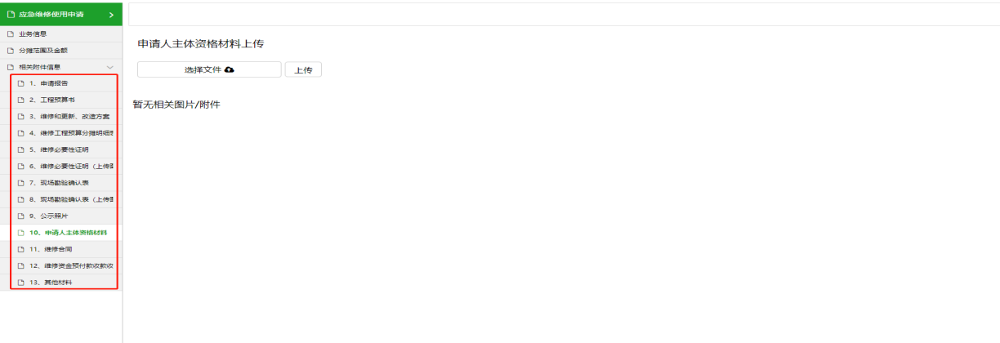 应急维修使用申请
业务信息
分摊范围及金额
相关附件信息
1、申请报告
2、工程预算书
3、维修和更新、改造方案
4、维修工程预算分摊明细
5、维修必要性证明
6、维修必要性证明（上传
7、现场勘验确认表
8、现场勘验确认表（上传
9、公示照片
10、申请人主体资格材料
11、维修合同
12、维修资金预付款收款收
13、其他材料
申请人主体资格材料上传
选择文件 上传
暂无相关图片/附件